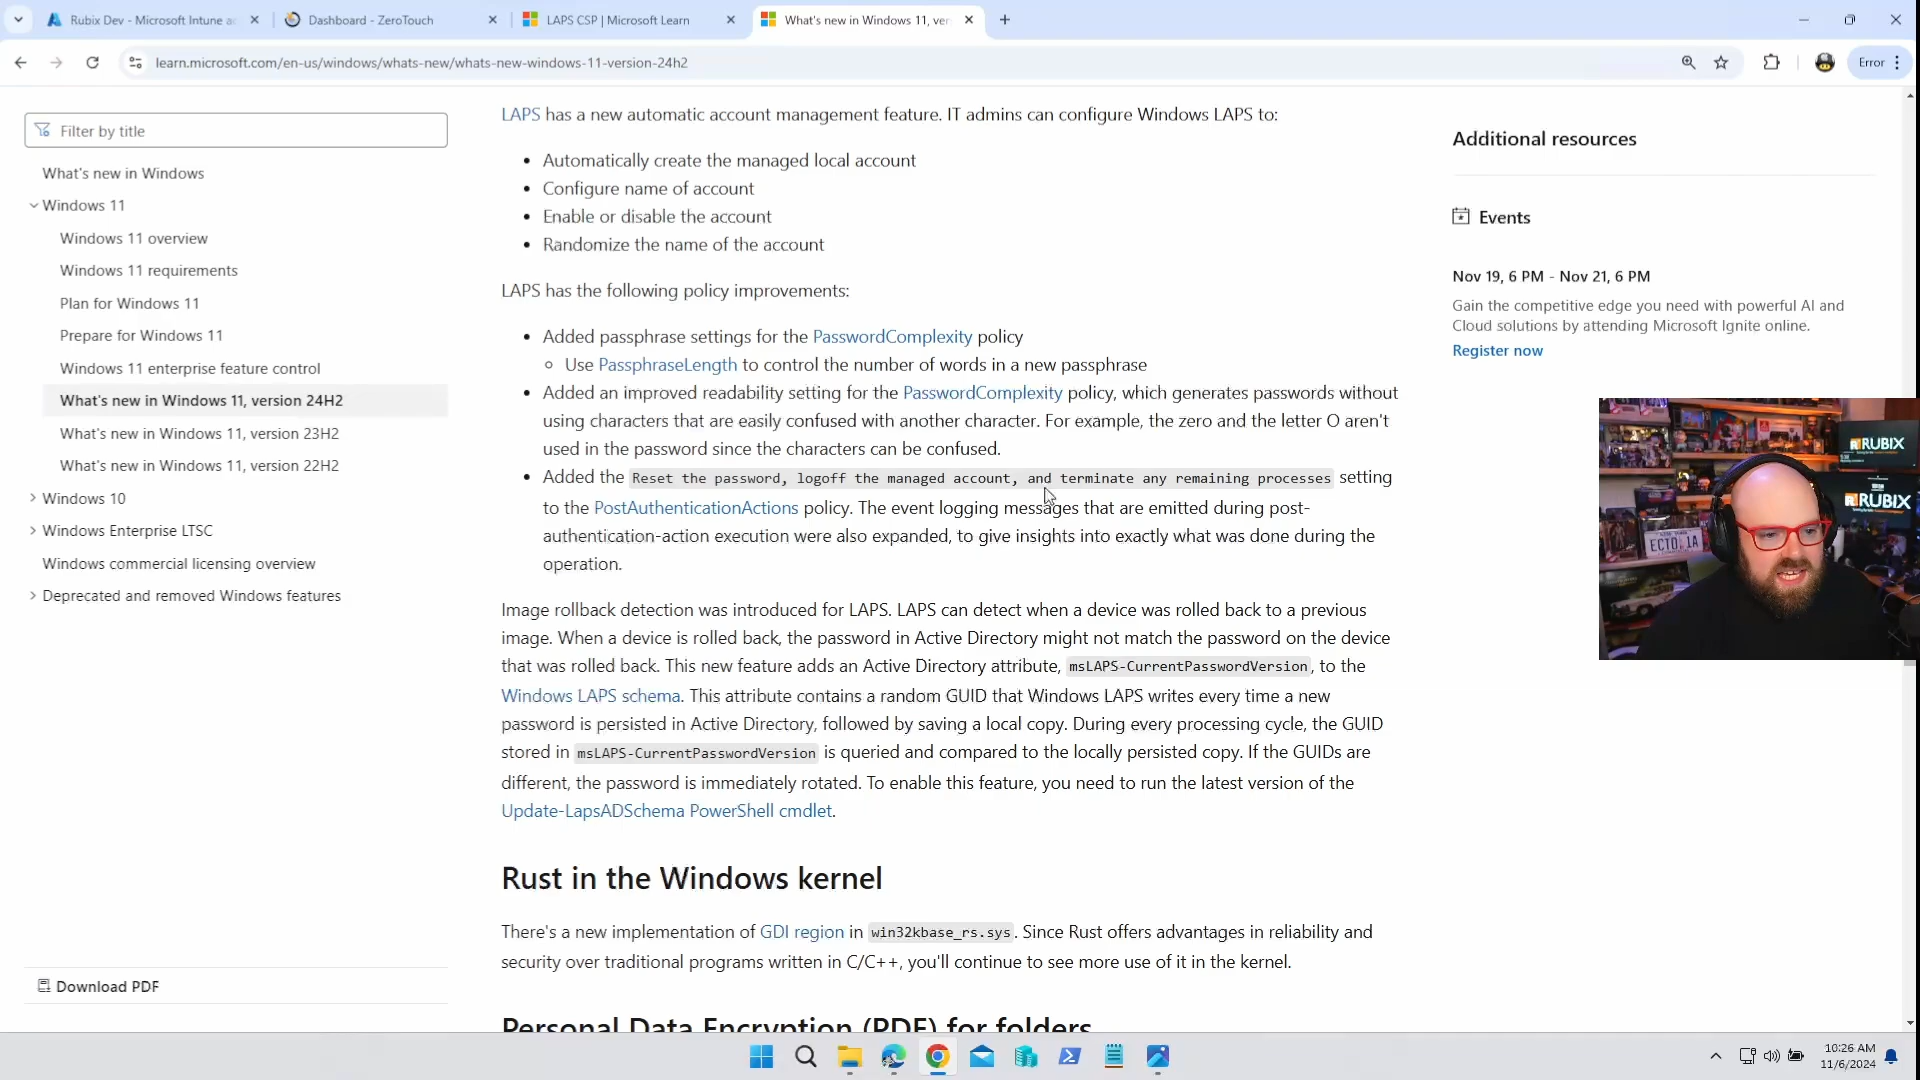 Rubix Dev - Microsoft Intune a
Dashboard - ZeroTouch
LAPS CSP | Microsoft Learn
What's new in Windows 11, ver
learn.microsoft.com/en-us/windows/whats-new/whats-new-windows-11-version-24h2
Error
Filter by title
What's new in Windows
Windows 11
Windows 11 overview
Windows 11 requirements
Plan for Windows 11
Prepare for Windows 11
Windows 11 enterprise feature control
What's new in Windows 11, version 24H2
What's new in Windows 11, version 23H2
What's new in Windows 11, version 22H2
Windows 10
Windows Enterprise LTSC
Windows commercial licensing overview
Deprecated and removed Windows features
Download PDF
LAPS has a new automatic account management feature. IT admins can configure Windows LAPS to:
• Automatically create the managed local account
• Configure name of account
• Enable or disable the account
• Randomize the name of the account
LAPS has the following policy improvements:
• Added passphrase settings for the PasswordComplexity policy
◦ Use PassphraseLength to control the number of words in a new passphrase
• Added an improved readability setting for the PasswordComplexity policy, which generates passwords without
using characters that are easily confused with another character. For example, the zero and the letter O aren't
used in the password since the characters can be confused.
• Added the Reset the password, logoff the managed account, and terminate any remaining processes setting
to the PostAuthenticationActions policy. The event logging messages that are emitted during post-
authentication-action execution were also expanded, to give insights into exactly what was done during the
operation.
Image rollback detection was introduced for LAPS. LAPS can detect when a device was rolled back to a previous
image. When a device is rolled back, the password in Active Directory might not match the password on the device
that was rolled back. This new feature adds an Active Directory attribute, msLAPS-CurrentPasswordVersion, to the
Windows LAPS schema. This attribute contains a random GUID that Windows LAPS writes every time a new
password is persisted in Active Directory, followed by saving a local copy. During every processing cycle, the GUID
stored in msLAPS-CurrentPasswordVersion is queried and compared to the locally persisted copy. If the GUIDs are
different, the password is immediately rotated. To enable this feature, you need to run the latest version of the
Update-LapsADSchema PowerShell cmdlet.
Rust in the Windows kernel
There's a new implementation of GDI region in win32kbase_rs.sys. Since Rust offers advantages in reliability and
security over traditional programs written in C/C++, you'll continue to see more use of it in the kernel.
Personal Data Encryption (PDE) for folders
Additional resources
Events
Nov 19, 6 PM - Nov 21, 6 PM
Gain the competitive edge you need with powerful AI and
Cloud solutions by attending Microsoft Ignite online.
Register now
RUBIX
RUBIX
ECTO.1A
10:26 AM
11/6/2024